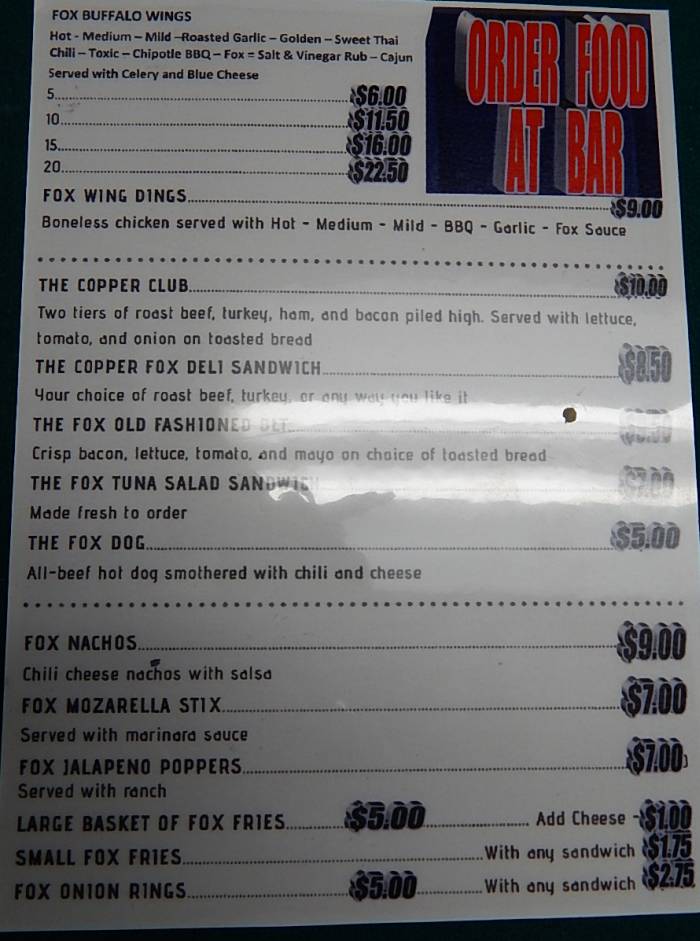 FOX BUFFALO WINGS
Hot - Medium – Mild –Roasted Garlic – Golden – Sweet Thai
Chili – Toxic – Chipotle BBQ – Fox = Salt & Vinegar Rub – Cajun
Served with Celery and Blue Cheese
5 $6.00
10 $11.50
15 $16.00
20 $22.50
ORDER FOOD
AT BAR
FOX WING DINGS $9.00
Boneless chicken served with Hot - Medium - Mild - BBQ - Garlic - Fox Sauce
THE COPPER CLUB $10.00
Two tiers of roast beef, turkey, ham, and bacon piled high. Served with lettuce,
tomato, and onion on toasted bread
THE COPPER FOX DELI SANDWICH $8.50
Your choice of roast beef, turkey, or any way you like it
THE FOX OLD FASHIONED BLT
Crisp bacon, lettuce, tomato, and mayo on choice of toasted bread
THE FOX TUNA SALAD SANDWICH $7.00
Made fresh to order
THE FOX DOG $5.00
All-beef hot dog smothered with chili and cheese
FOX NACHOS $9.00
Chili cheese nachos with salsa
FOX MOZARELLA STIX $7.00
Served with marinara sauce
FOX JALAPENO POPPERS $7.00
Served with ranch
LARGE BASKET OF FOX FRIES $5.00 Add Cheese - $1.00
SMALL FOX FRIES With any sandwich $1.75
FOX ONION RINGS $5.00 With any sandwich $2.75